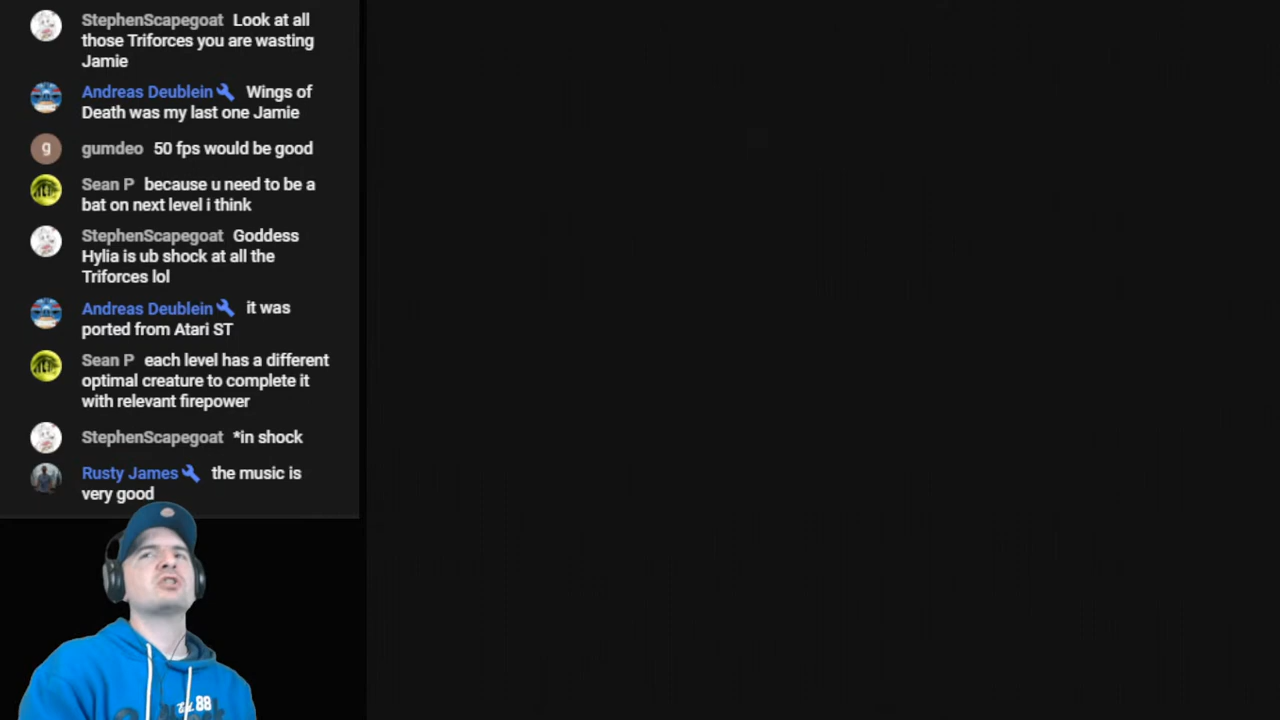 StephenScapegoat Look at all
those Triforces you are wasting
Jamie
Andreas Deublein Wings of
Death was my last one Jamie
g gumdeo 50 fps would be good
Sean P because u need to be a
bat on next level i think
StephenScapegoat Goddess
Hylia is ub shock at all the
Triforces lol
Andreas Deublein it was
ported from Atari ST
Sean P each level has a different
optimal creature to complete it
with relevant firepower
StephenScapegoat *in shock
Rusty James the music is
very good
88